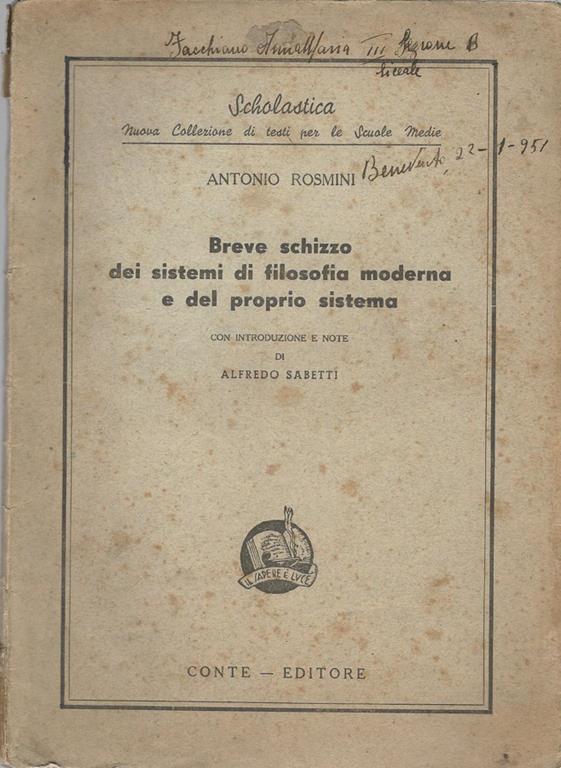 Facchiano AnnaMaria III Sezione B
liceale
Scholastica
Nuova Collezione di testi per le Scuole Medie
Benevento, 22-1-951
ANTONIO ROSMINI
Breve schizzo
dei sistemi di filosofia moderna
e del proprio sistema
CON INTRODUZIONE E NOTE
DI
ALFREDO SABETTI
IL SAPERE È LUCE
CONTE — EDITORE